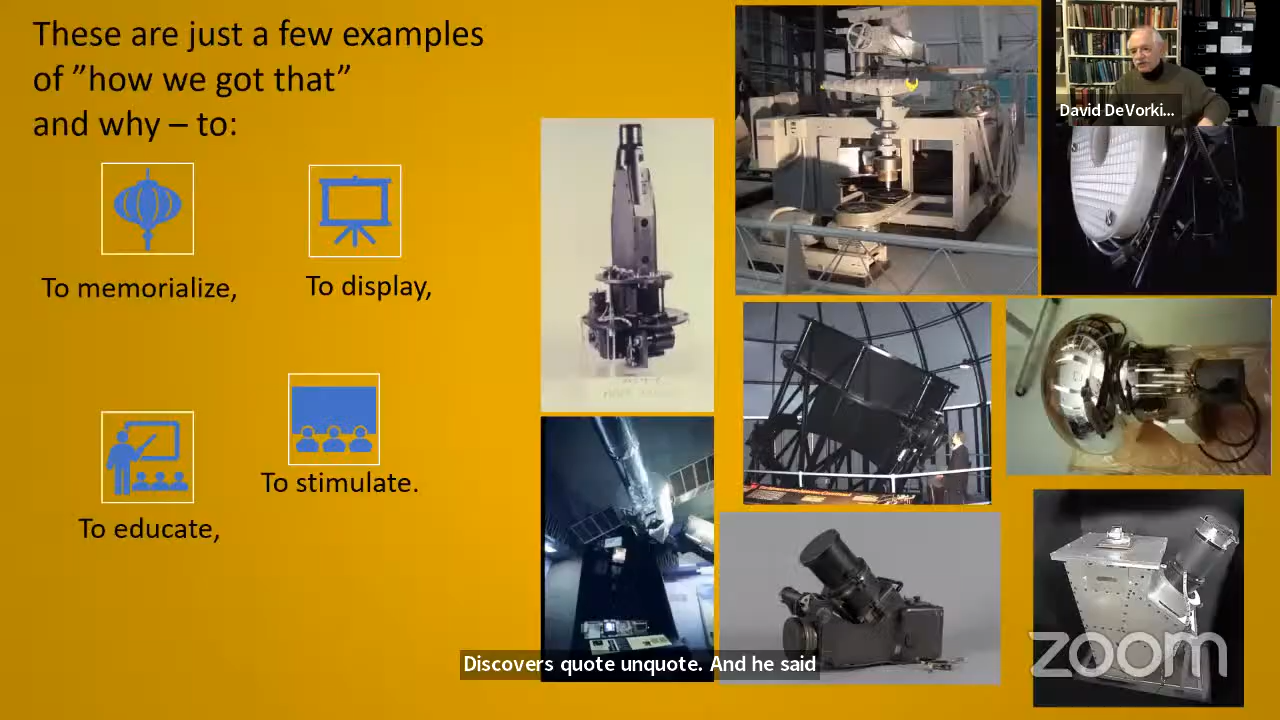 These are just a few examples
of ”how we got that”
and why – to:
David DeVorki...
To memorialize,
To display,
To stimulate.
To educate,
Discovers quote unquote. And he said
zoom